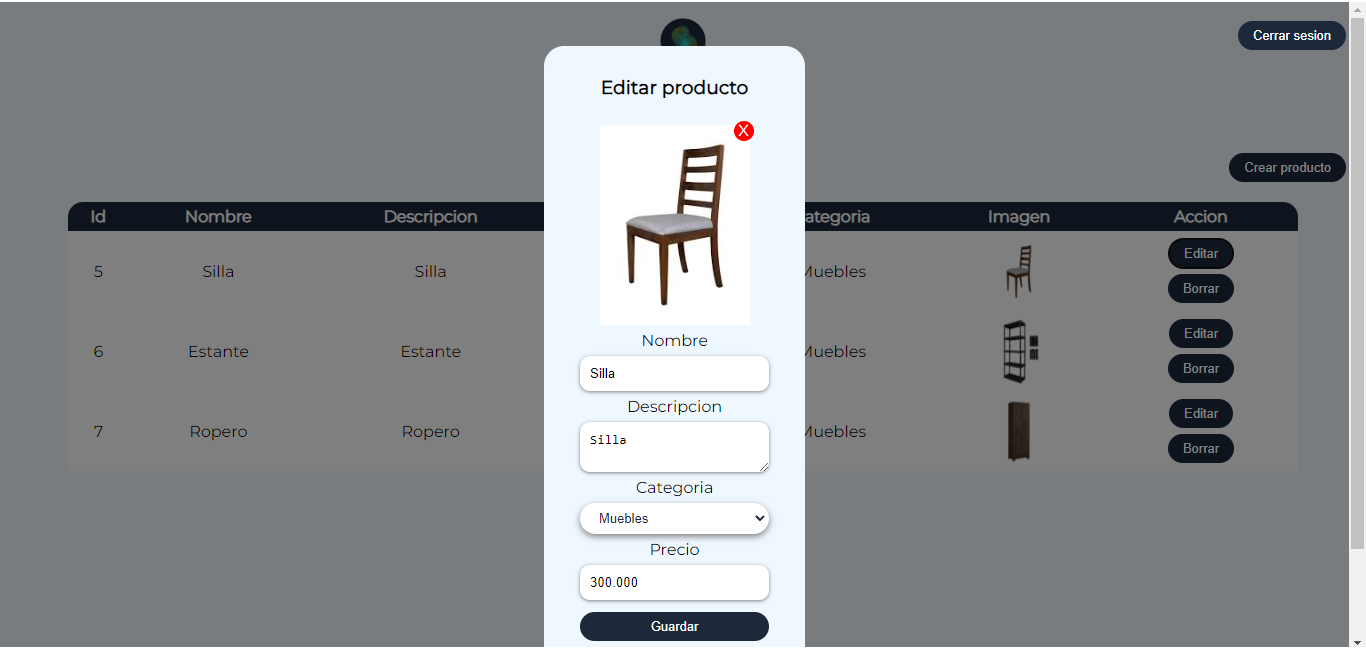 Cerrar sesion
Editar producto
X
Crear producto
Id Nombre Descripcion ategoria Imagen Accion
5 Silla Silla Muebles Editar
Borrar
6 Estante Estante Muebles Editar
Borrar
7 Ropero Ropero Muebles Editar
Borrar
Nombre
Silla
Descripcion
Silla
Categoria
Muebles
Precio
300.000
Guardar